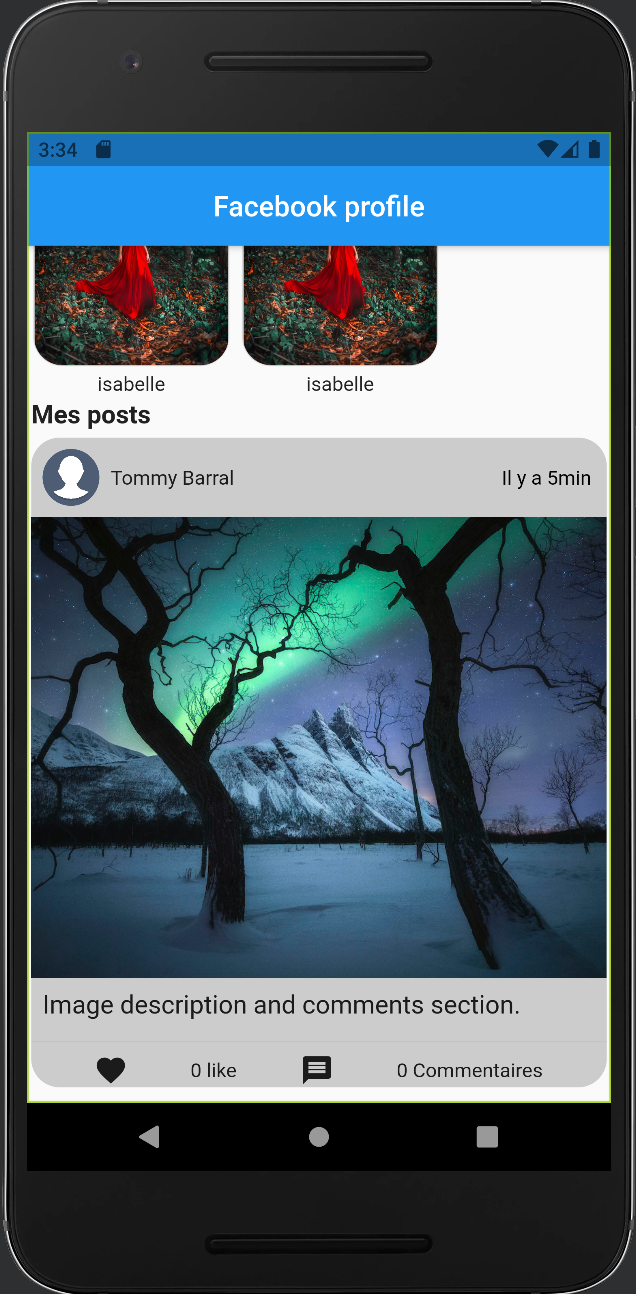 3:34
Facebook profile
isabelle isabelle
Mes posts
Tommy Barral Il y a 5min
Image description and comments section.
0 like 0 Commentaires